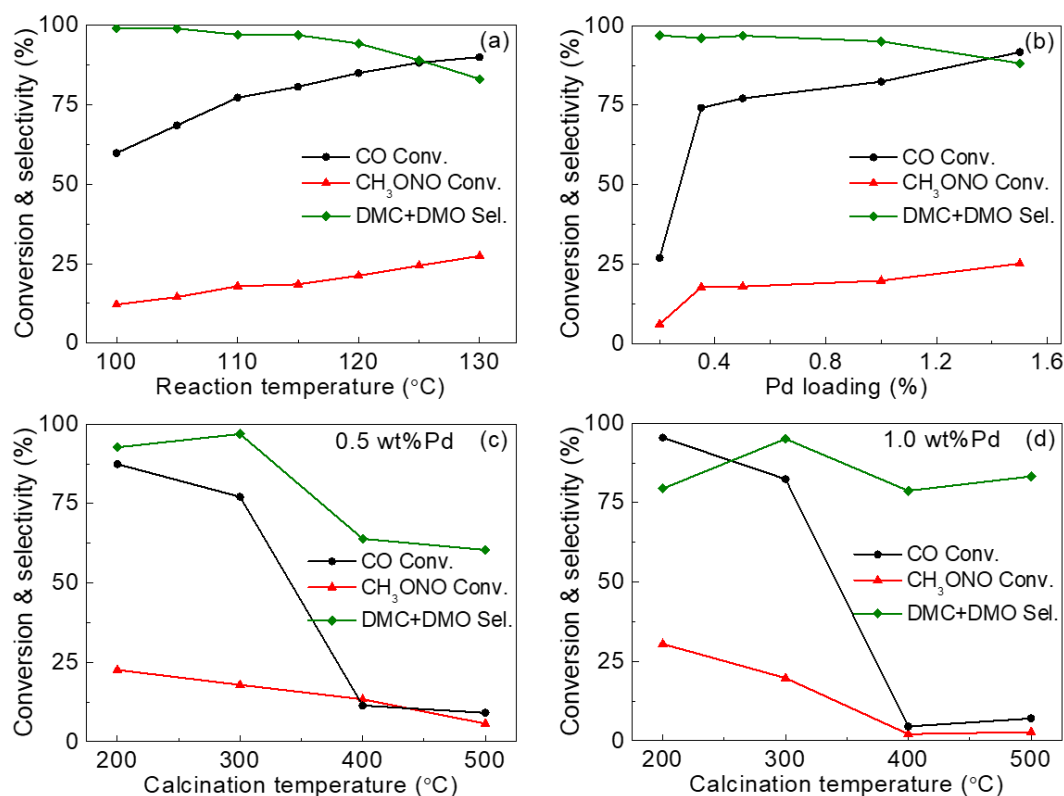 (a)
Conversion & selectivity (%)
100
75
50
25
0
CO Conv.
CH₃ONO Conv.
DMC+DMO Sel.
100 110 120 130
Reaction temperature (°C)
(b)
Conversion & selectivity (%)
100
75
50
25
0
CO Conv.
CH₃ONO Conv.
DMC+DMO Sel.
0.4 0.8 1.2 1.6
Pd loading (%)
0.5 wt%Pd (c)
Conversion & selectivity (%)
100
75
50
25
0
CO Conv.
CH₃ONO Conv.
DMC+DMO Sel.
200 300 400 500
Calcination temperature (°C)
1.0 wt%Pd (d)
Conversion & selectivity (%)
100
75
50
25
0
CO Conv.
CH₃ONO Conv.
DMC+DMO Sel.
200 300 400 500
Calcination temperature (°C)